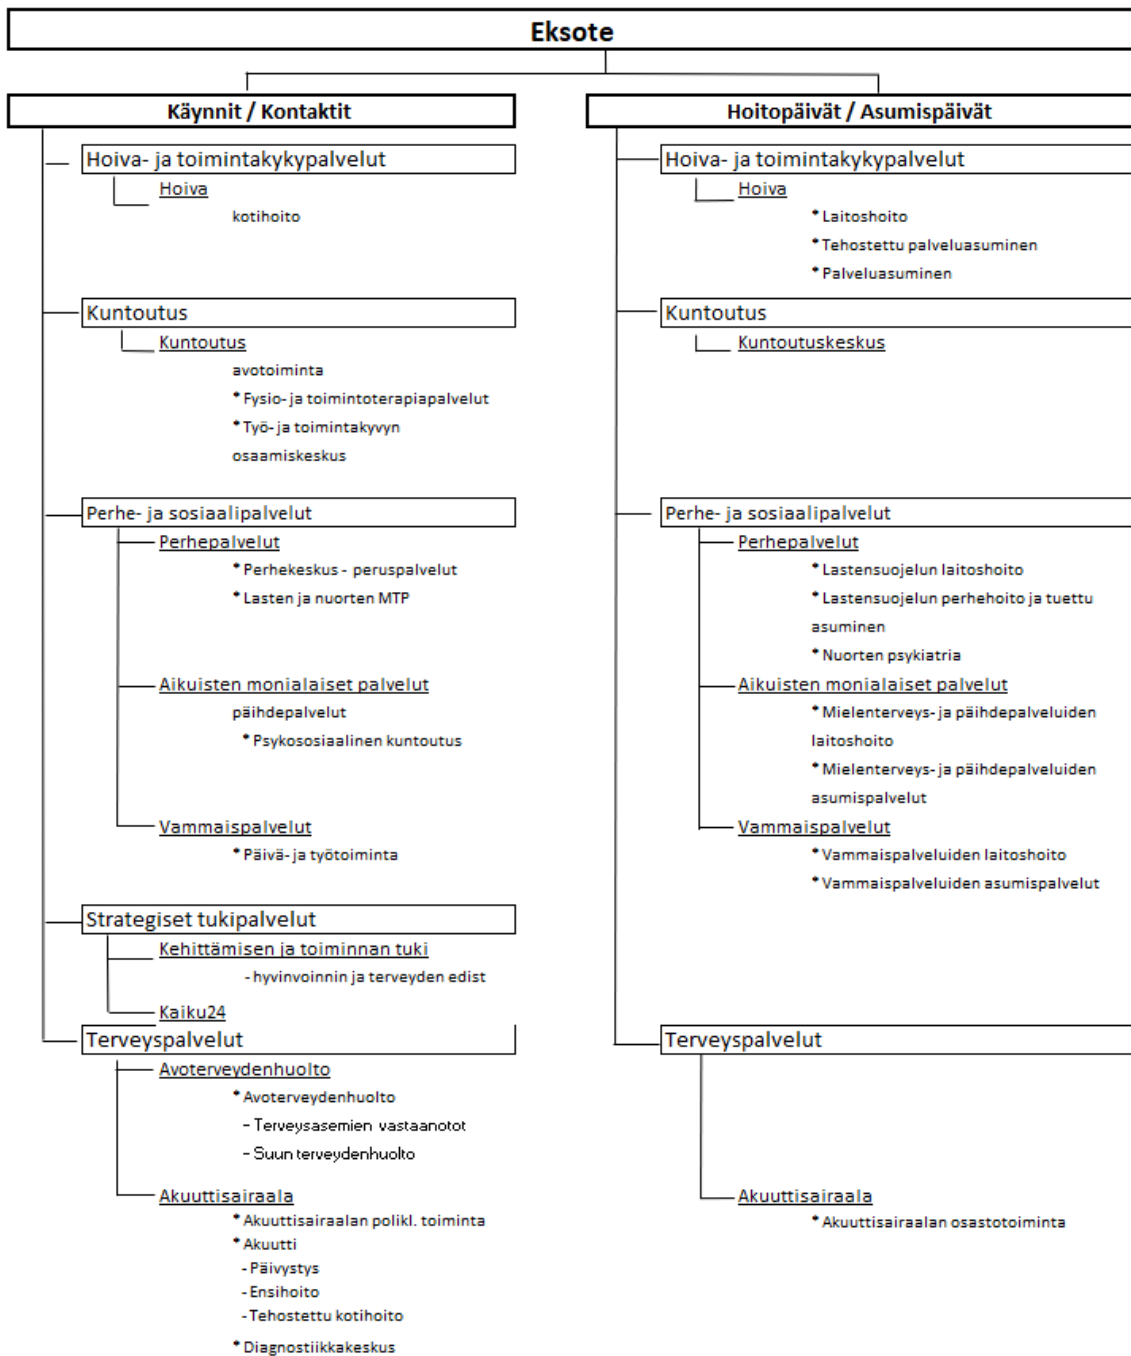 Eksote
Käynnit / Kontaktit
Hoiva- ja toimintakykypalvelut
Hoiva
kotihoito
Kuntoutus
Kuntoutus
avotoiminta
* Fysio- ja toimintoterapiapalvelut
* Työ- ja toimintakyvyn
osaamiskeskus
Perhe- ja sosiaalipalvelut
Perhepalvelut
* Perhekeskus - peruspalvelut
* Lasten ja nuorten MTP
Aikuisten monialaiset palvelut
päihdepalvelut
* Psykososiaalinen kuntoutus
Vammaispalvelut
* Päivä- ja työtoiminta
Strategiset tukipalvelut
Kehittämisen ja toiminnan tuki
- hyvinvoinnin ja terveyden edist
Kaiku24
Terveyspalvelut
Avoterveydenhuolto
* Avoterveydenhuolto
- Terveysasemien vastaanotot
- Suun terveydenhuolto
Akuuttisairaala
* Akuuttisairaalan polikl. toiminta
* Akuutti
- Päivystys
- Ensihoito
- Tehostettu kotihoito
* Diagnostiikkakeskus
Hoitopäivät / Asumispäivät
Hoiva- ja toimintakykypalvelut
Hoiva
* Laitoshoito
* Tehostettu palveluasuminen
* Palveluasuminen
Kuntoutus
Kuntoutuskeskus
Perhe- ja sosiaalipalvelut
Perhepalvelut
* Lastensuojelun laitoshoito
* Lastensuojelun perhehoito ja tuettu
asuminen
* Nuorten psykiatria
Aikuisten monialaiset palvelut
* Mielenterveys- ja päihdepalveluiden
laitoshoito
* Mielenterveys- ja päihdepalveluiden
asumispalvelut
Vammaispalvelut
* Vammaispalveluiden laitoshoito
* Vammaispalveluiden asumispalvelut
Terveyspalvelut
Akuuttisairaala
* Akuuttisairaalan osastotoiminta